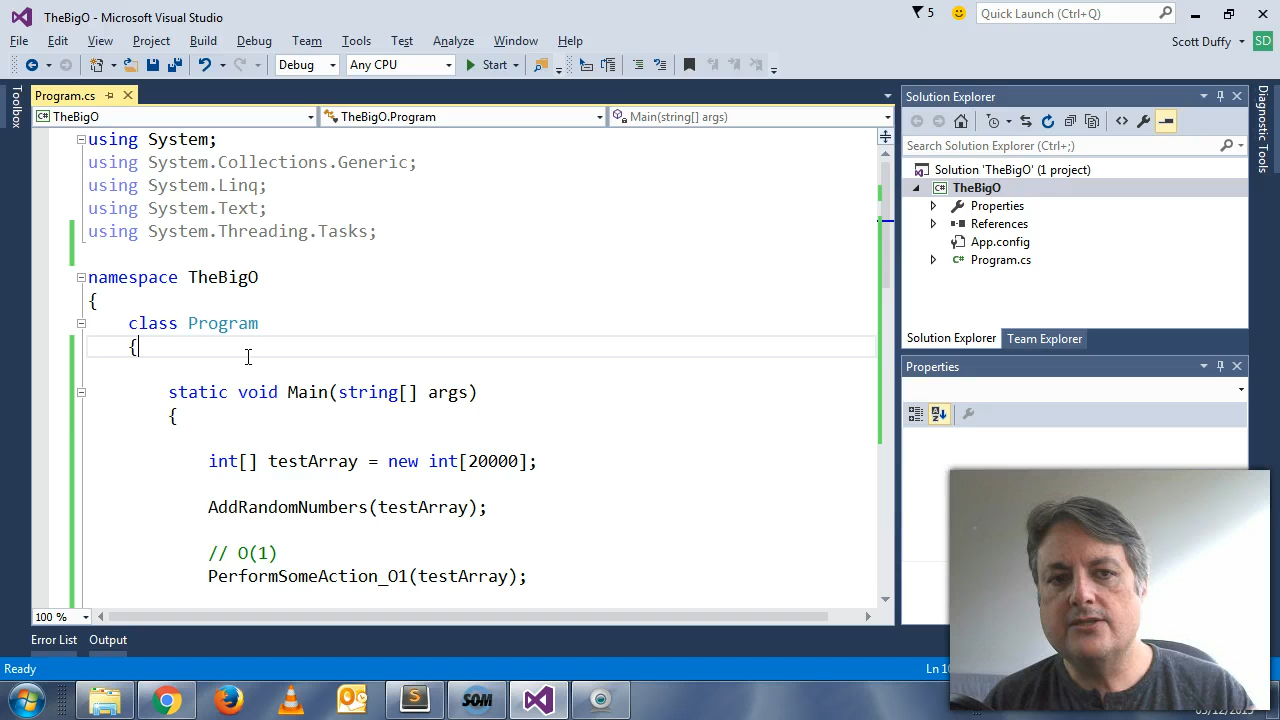 TheBigO - Microsoft Visual Studio
5
Quick Launch (Ctrl+Q)
File Edit View Project Build Debug Team Tools Test Analyze Window Help
Scott Duffy
SD
Debug Any CPU Start
Toolbox
Program.cs
TheBigO TheBigO.Program Main(string[] args)
using System;
using System.Collections.Generic;
using System.Linq;
using System.Text;
using System.Threading.Tasks;
namespace TheBigO
{
class Program
{
static void Main(string[] args)
{
int[] testArray = new int[20000];
AddRandomNumbers(testArray);
// O(1)
PerformSomeAction_O1(testArray);
100 %
Solution Explorer
Search Solution Explorer (Ctrl+;)
Solution 'TheBigO' (1 project)
C# TheBigO
Properties
References
App.config
C# Program.cs
Solution Explorer Team Explorer
Properties
Diagnostic Tools
Error List Output
Ready
SOM